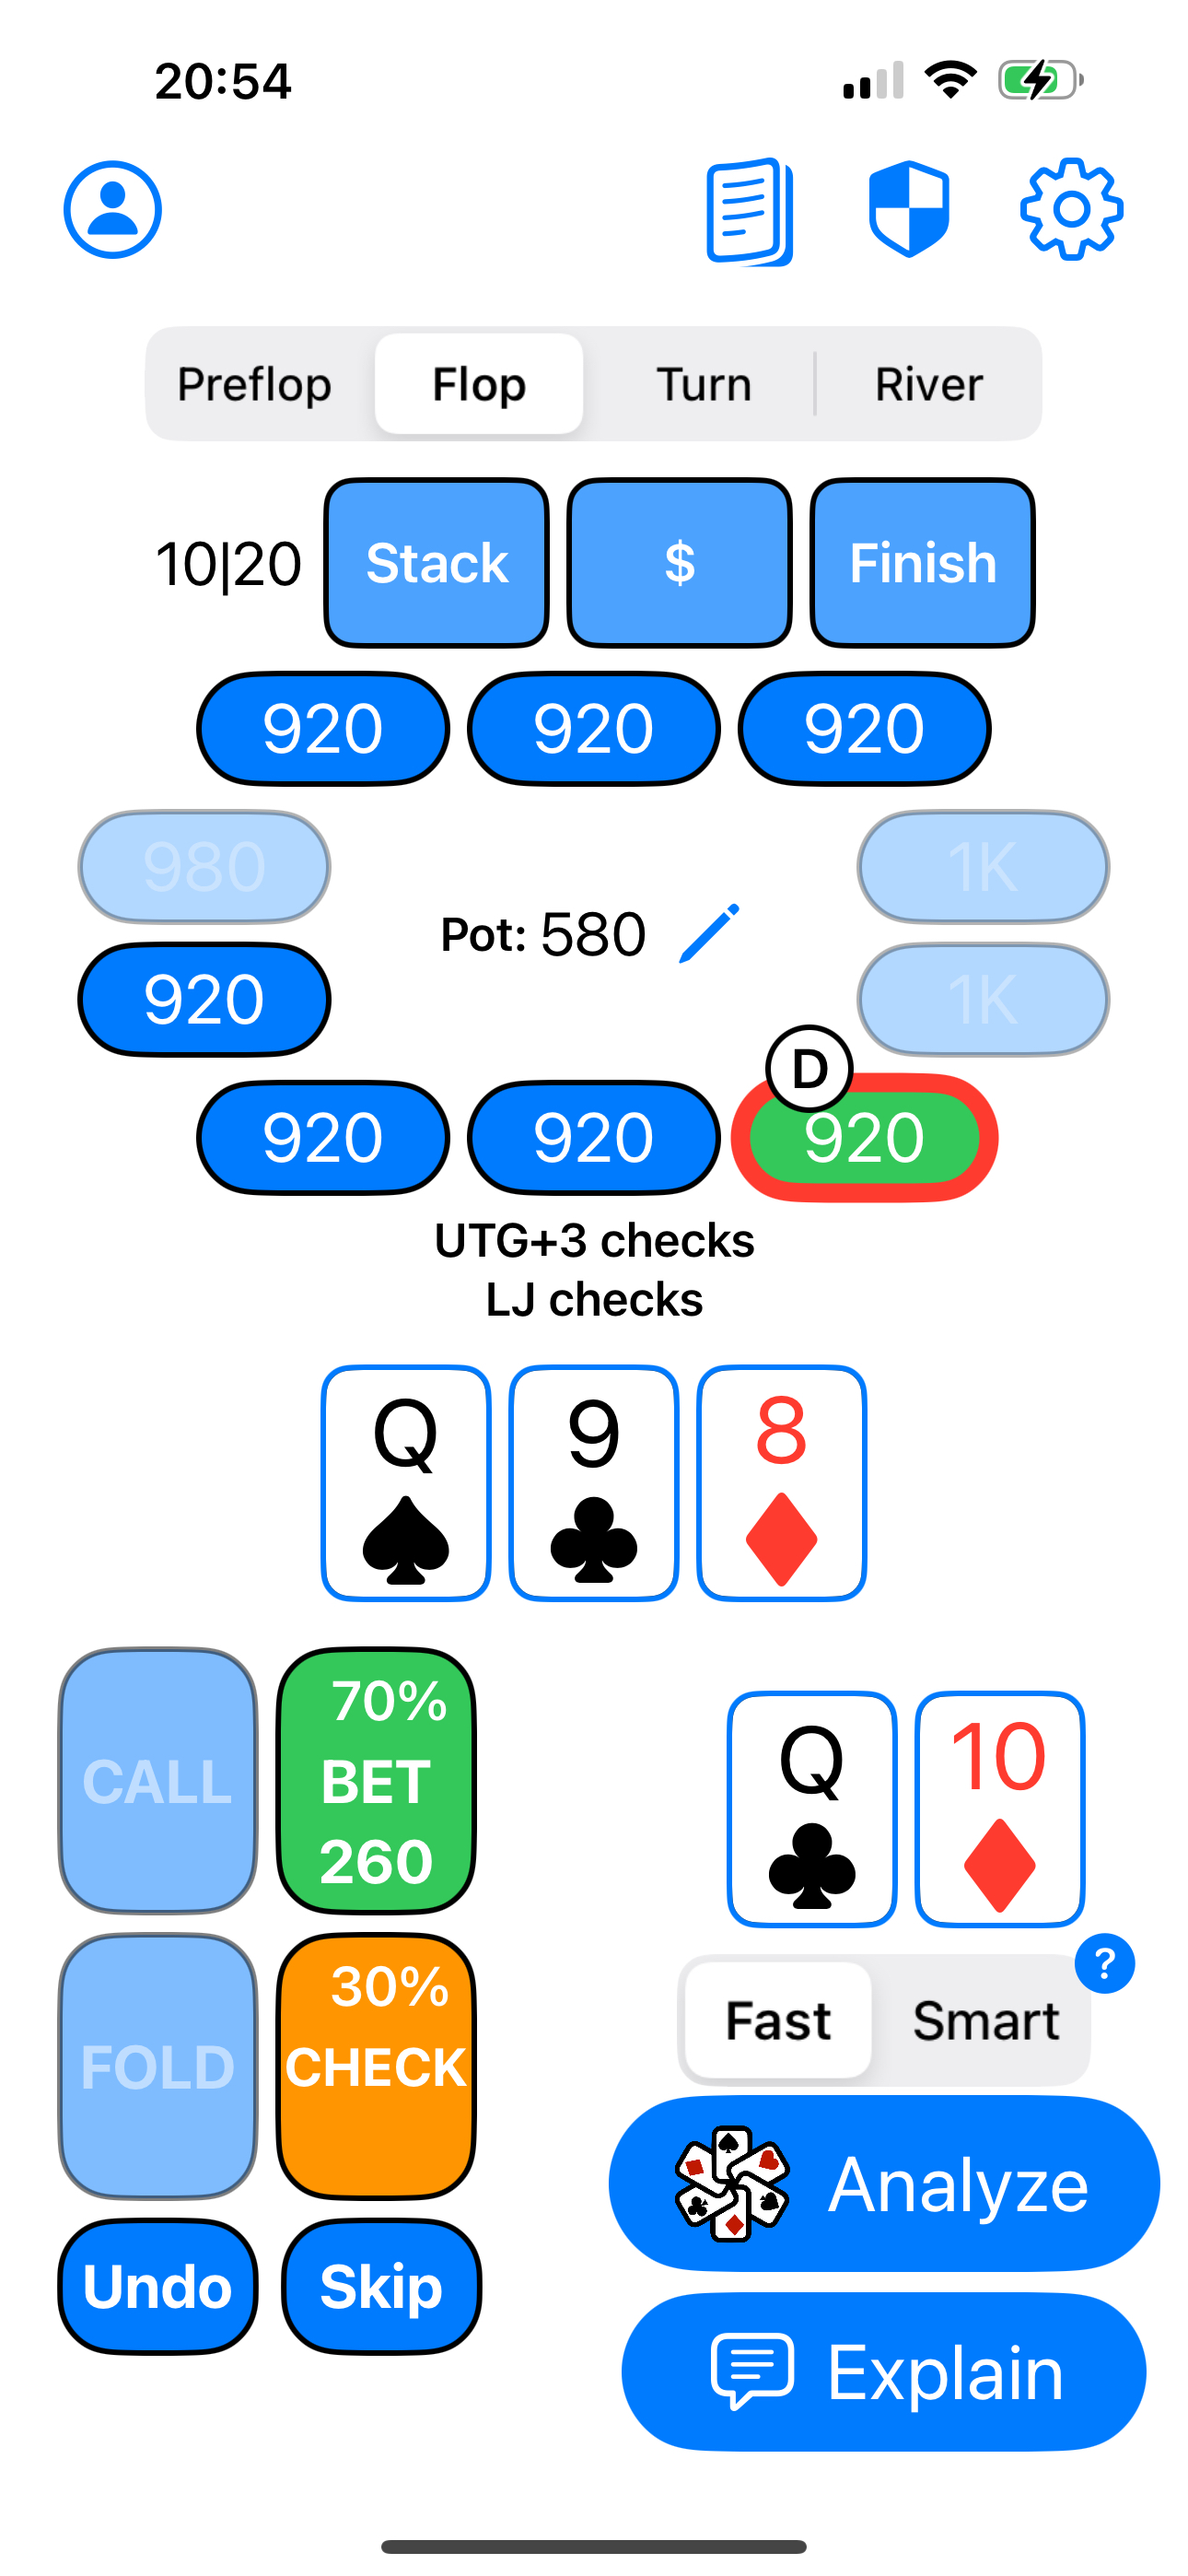 20:54
Preflop Flop Turn River
10|20 Stack $ Finish
920 920 920
980 1K
Pot: 580
920 1K
D
920 920 920
UTG+3 checks
LJ checks
Q 9 8
CALL 70% BET 260
Q 10
FOLD 30% CHECK
?
Fast Smart
Analyze
Undo Skip
Explain